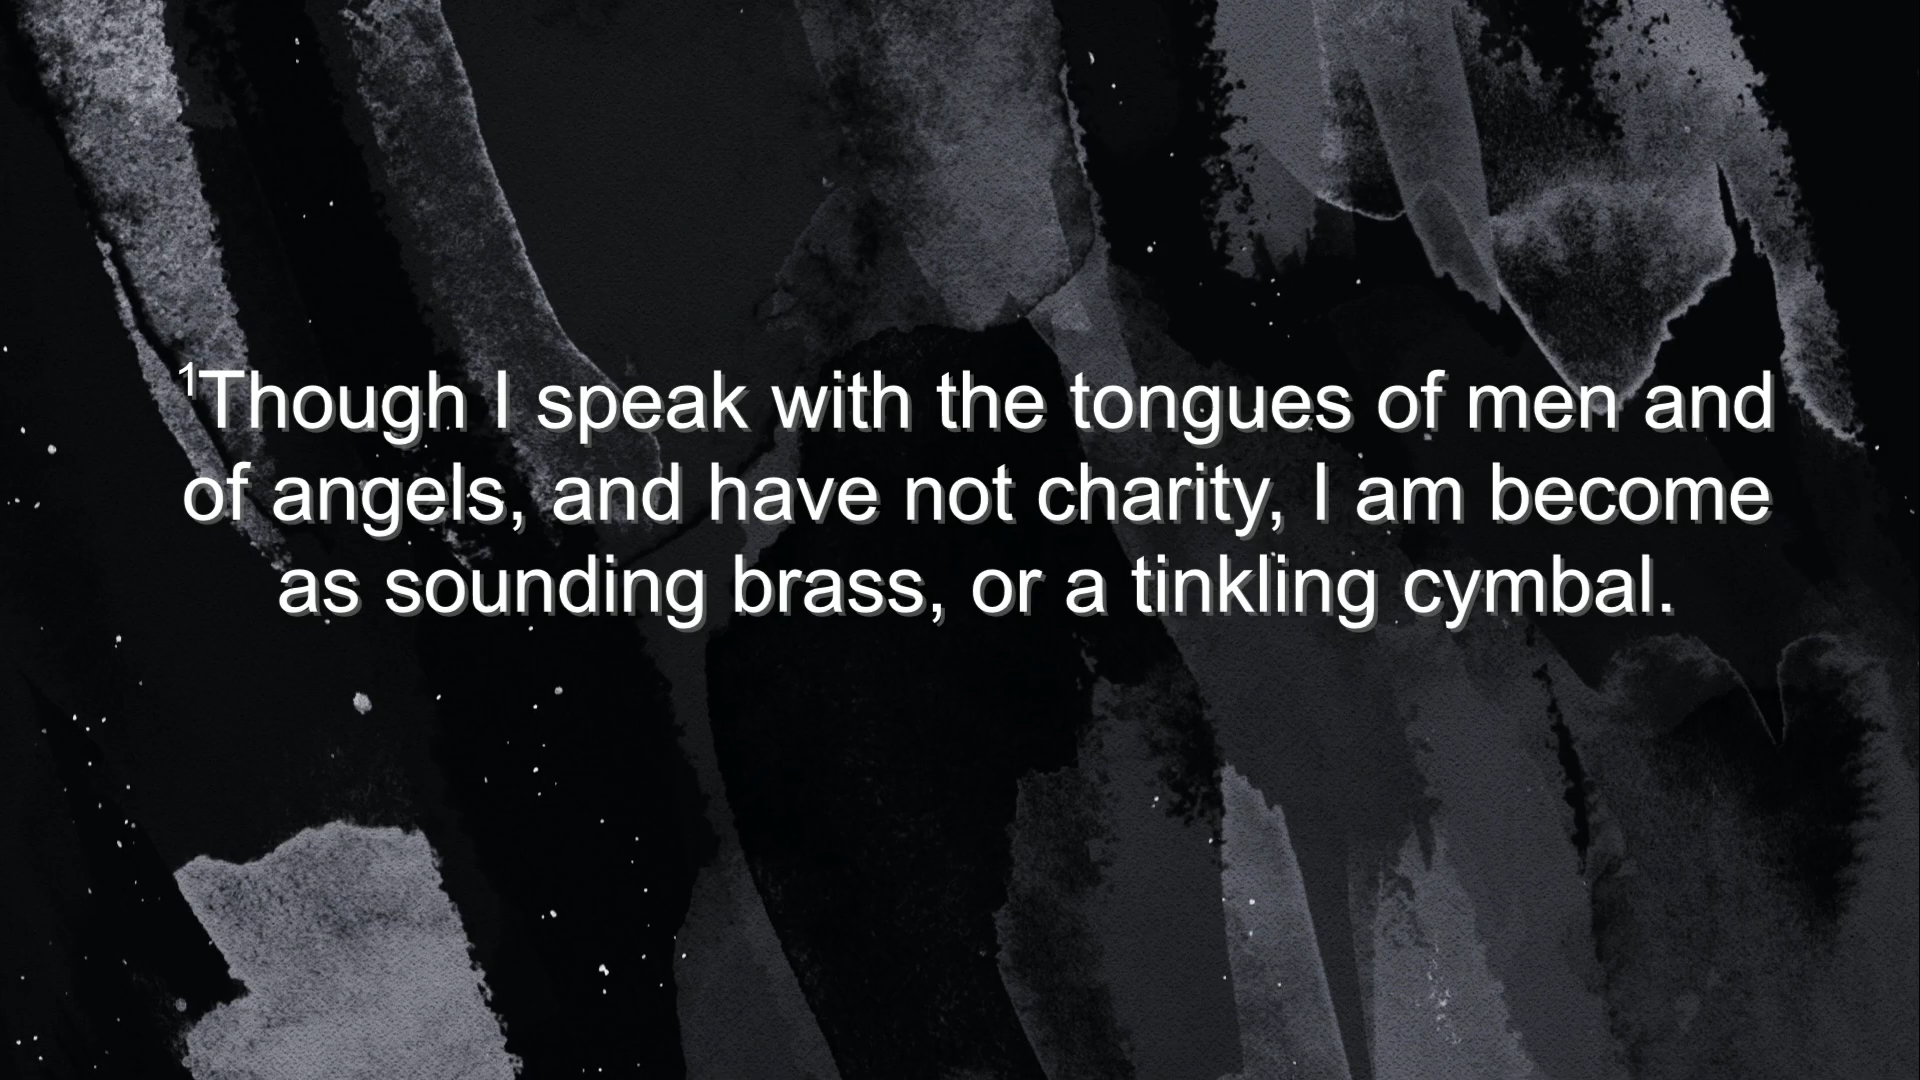 ¹Though I speak with the tongues of men and
of angels, and have not charity, I am become
as sounding brass, or a tinkling cymbal.